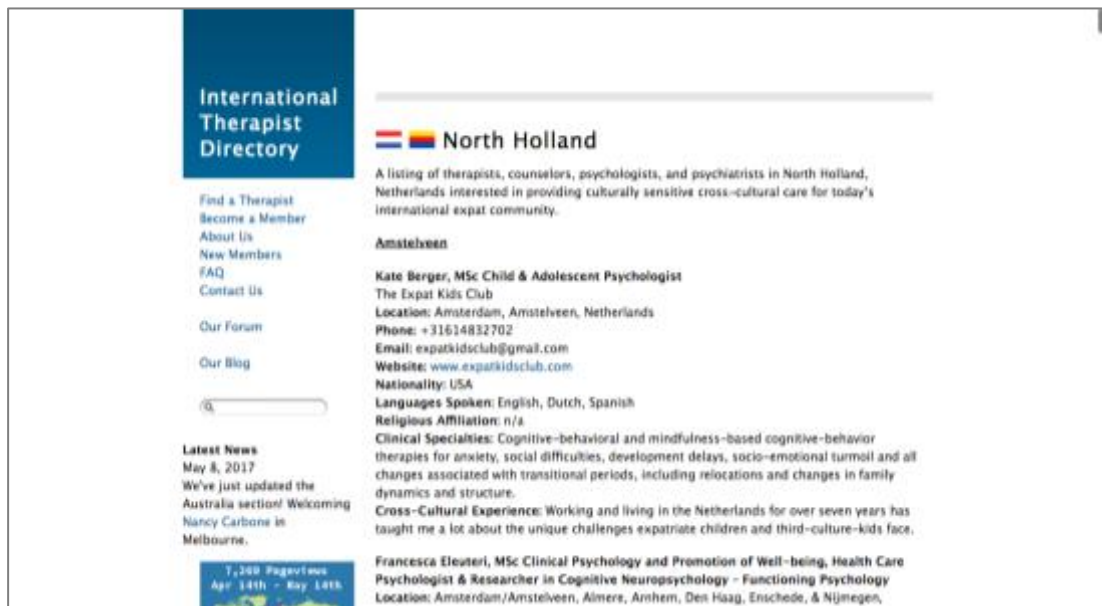 International
Therapist
Directory
Find a Therapist
Become a Member
About Us
New Members
FAQ
Contact Us
Our Forum
Our Blog
Latest News
May 8, 2017
We've just updated the
Australia section! Welcoming
Nancy Carbone in
Melbourne.
7,360 Pageviews
Apr 14th - May 14th
North Holland
A listing of therapists, counselors, psychologists, and psychiatrists in North Holland,
Netherlands interested in providing culturally sensitive cross-cultural care for today's
international expat community.
Amstelveen
Kate Berger, MSc Child & Adolescent Psychologist
The Expat Kids Club
Location: Amsterdam, Amstelveen, Netherlands
Phone: +31614832702
Email: expatkidsclub@gmail.com
Website: www.expatkidsclub.com
Nationality: USA
Languages Spoken: English, Dutch, Spanish
Religious Affiliation: n/a
Clinical Specialties: Cognitive-behavioral and mindfulness-based cognitive-behavior
therapies for anxiety, social difficulties, development delays, socio-emotional turmoil and all
changes associated with transitional periods, including relocations and changes in family
dynamics and structure.
Cross-Cultural Experience: Working and living in the Netherlands for over seven years has
taught me a lot about the unique challenges expatriate children and third-culture-kids face.
Francesca Eleuteri, MSc Clinical Psychology and Promotion of Well-being, Health Care
Psychologist & Researcher in Cognitive Neuropsychology - Functioning Psychology
Location: Amsterdam/Amstelveen, Almere, Arnhem, Den Haag, Enschede, & Nijmegen,